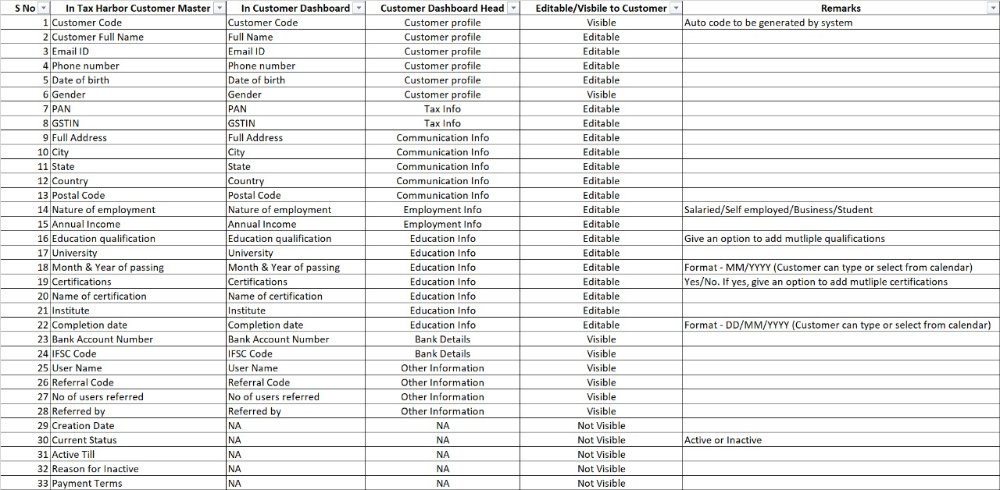 S No In Tax Harbor Customer Master In Customer Dashboard Customer Dashboard Head Editable/Visbile to Customer Remarks
1 Customer Code Customer Code Customer profile Visible Auto code to be generated by system
2 Customer Full Name Full Name Customer profile Editable
3 Email ID Email ID Customer profile Editable
4 Phone number Phone number Customer profile Editable
5 Date of birth Date of birth Customer profile Editable
6 Gender Gender Customer profile Visible
7 PAN PAN Tax Info Editable
8 GSTIN GSTIN Tax Info Editable
9 Full Address Full Address Communication Info Editable
10 City City Communication Info Editable
11 State State Communication Info Editable
12 Country Country Communication Info Editable
13 Postal Code Postal Code Communication Info Editable
14 Nature of employment Nature of employment Employment Info Editable Salaried/Self employed/Business/Student
15 Annual Income Annual Income Employment Info Editable
16 Education qualification Education qualification Education Info Editable Give an option to add mutliple qualifications
17 University University Education Info Editable
18 Month & Year of passing Month & Year of passing Education Info Editable Format - MM/YYYY (Customer can type or select from calendar)
19 Certifications Certifications Education Info Editable Yes/No. If yes, give an option to add mutliple certifications
20 Name of certification Name of certification Education Info Editable
21 Institute Institute Education Info Editable
22 Completion date Completion date Education Info Editable Format - DD/MM/YYYY (Customer can type or select from calendar)
23 Bank Account Number Bank Account Number Bank Details Visible
24 IFSC Code IFSC Code Bank Details Visible
25 User Name User Name Other Information Visible
26 Referral Code Referral Code Other Information Visible
27 No of users referred No of users referred Other Information Visible
28 Referred by Referred by Other Information Visible
29 Creation Date NA NA Not Visible
30 Current Status NA NA Not Visible Active or Inactive
31 Active Till NA NA Not Visible
32 Reason for Inactive NA NA Not Visible
33 Payment Terms NA NA Not Visible